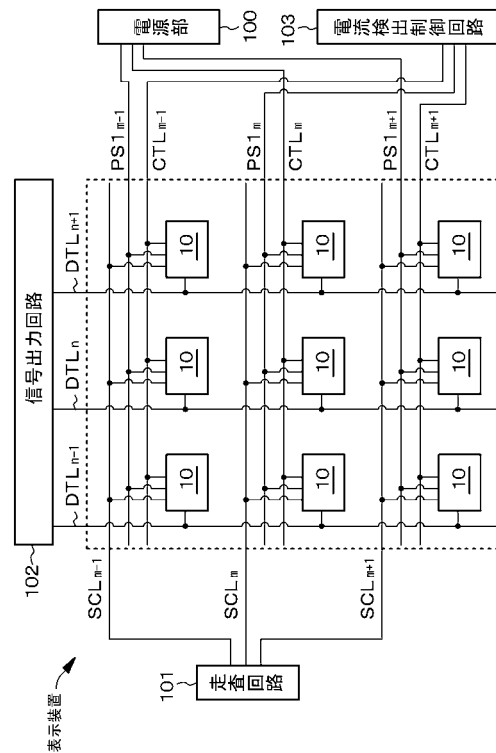 電源部
100
103
電流検出制御回路
PS1m-1
CTLm-1
PS1m
CTLm
PS1m+1
CTLm+1
信号出力回路
102
DTLn+1
DTLn
DTLn-1
10
10
10
10
10
10
10
10
10
SCLm-1
SCLm
SCLm+1
101
走査回路
表示装置